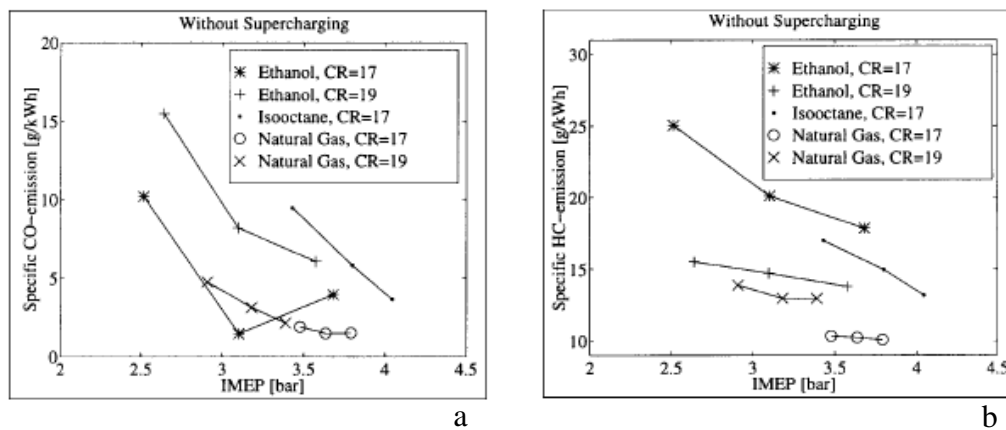 Without Supercharging
20
15
10
5
0
2
2.5
3
3.5
4
4.5
Specific CO-emission [g/kWh]
IMEP [bar]
Ethanol, CR=17
Ethanol, CR=19
Isooctane, CR=17
Natural Gas, CR=17
Natural Gas, CR=19
a
Without Supercharging
30
25
20
15
10
2
2.5
3
3.5
4
4.5
Specific HC-emission [g/kWh]
IMEP [bar]
Ethanol, CR=17
Ethanol, CR=19
Isooctane, CR=17
Natural Gas, CR=17
Natural Gas, CR=19
b